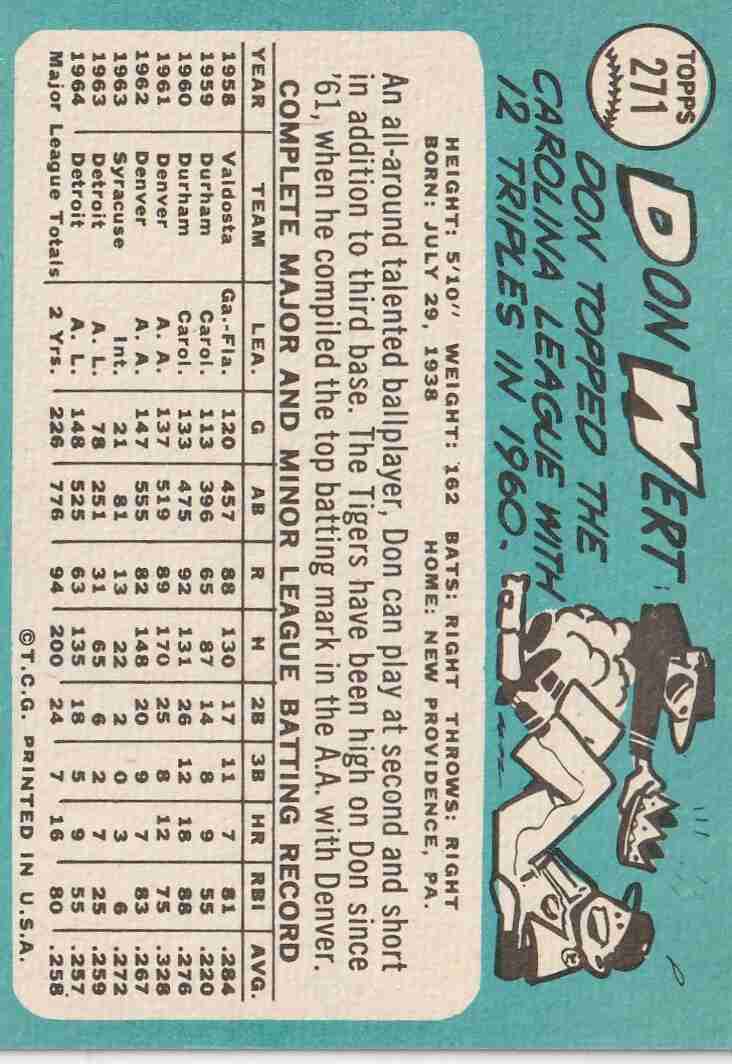 TOPPS
271
DON WERT
DON TOPPED THE
CAROLINA LEAGUE WITH
12 TRIPLES IN 1960.
HEIGHT: 5'10" WEIGHT: 162 BATS: RIGHT THROWS: RIGHT
BORN: JULY 29, 1938 HOME: NEW PROVIDENCE, PA.
An all-around talented ballplayer, Don can play at second and short
in addition to third base. The Tigers have been high on Don since
'61, when he compiled the top batting mark in the A.A. with Denver.
COMPLETE MAJOR AND MINOR LEAGUE BATTING RECORD
YEAR TEAM LEA. G AB R H 2B 3B HR RBI AVG.
1958 Valdosta Ga.-Fla. 120 457 88 130 17 11 7 81 .284
1959 Durham Carol. 113 396 65 87 14 8 9 55 .220
1960 Durham Carol. 133 475 92 131 26 12 18 88 .276
1961 Denver A. A. 137 519 89 170 25 8 12 75 .328
1962 Denver A. A. 147 555 82 148 20 9 7 83 .267
1963 Syracuse Int. 21 81 13 22 2 0 3 6 .272
1963 Detroit A. L. 78 251 31 65 6 2 7 25 .259
1964 Detroit A. L. 148 525 63 135 18 5 9 55 .257
Major League Totals 2 Yrs. 226 776 94 200 24 7 16 80 .258
©T.C.G. PRINTED IN U.S.A.